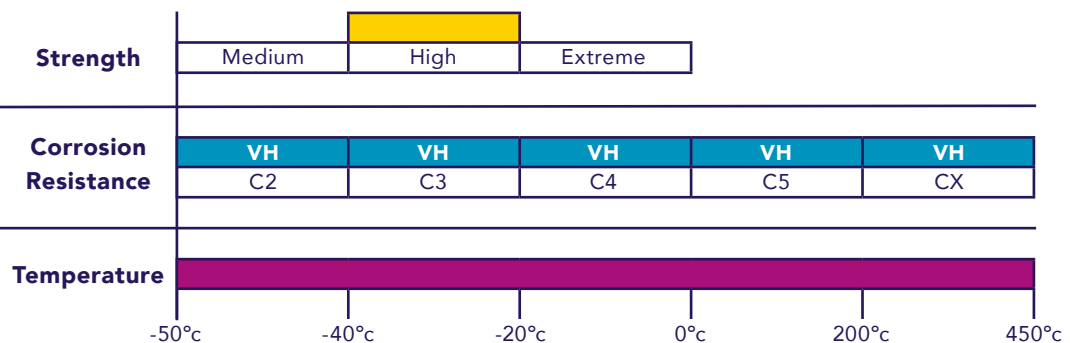 Strength
Medium High Extreme
Corrosion
Resistance
VH VH VH VH VH
C2 C3 C4 C5 CX
Temperature
-50°c -40°c -20°c 0°c 200°c 450°c